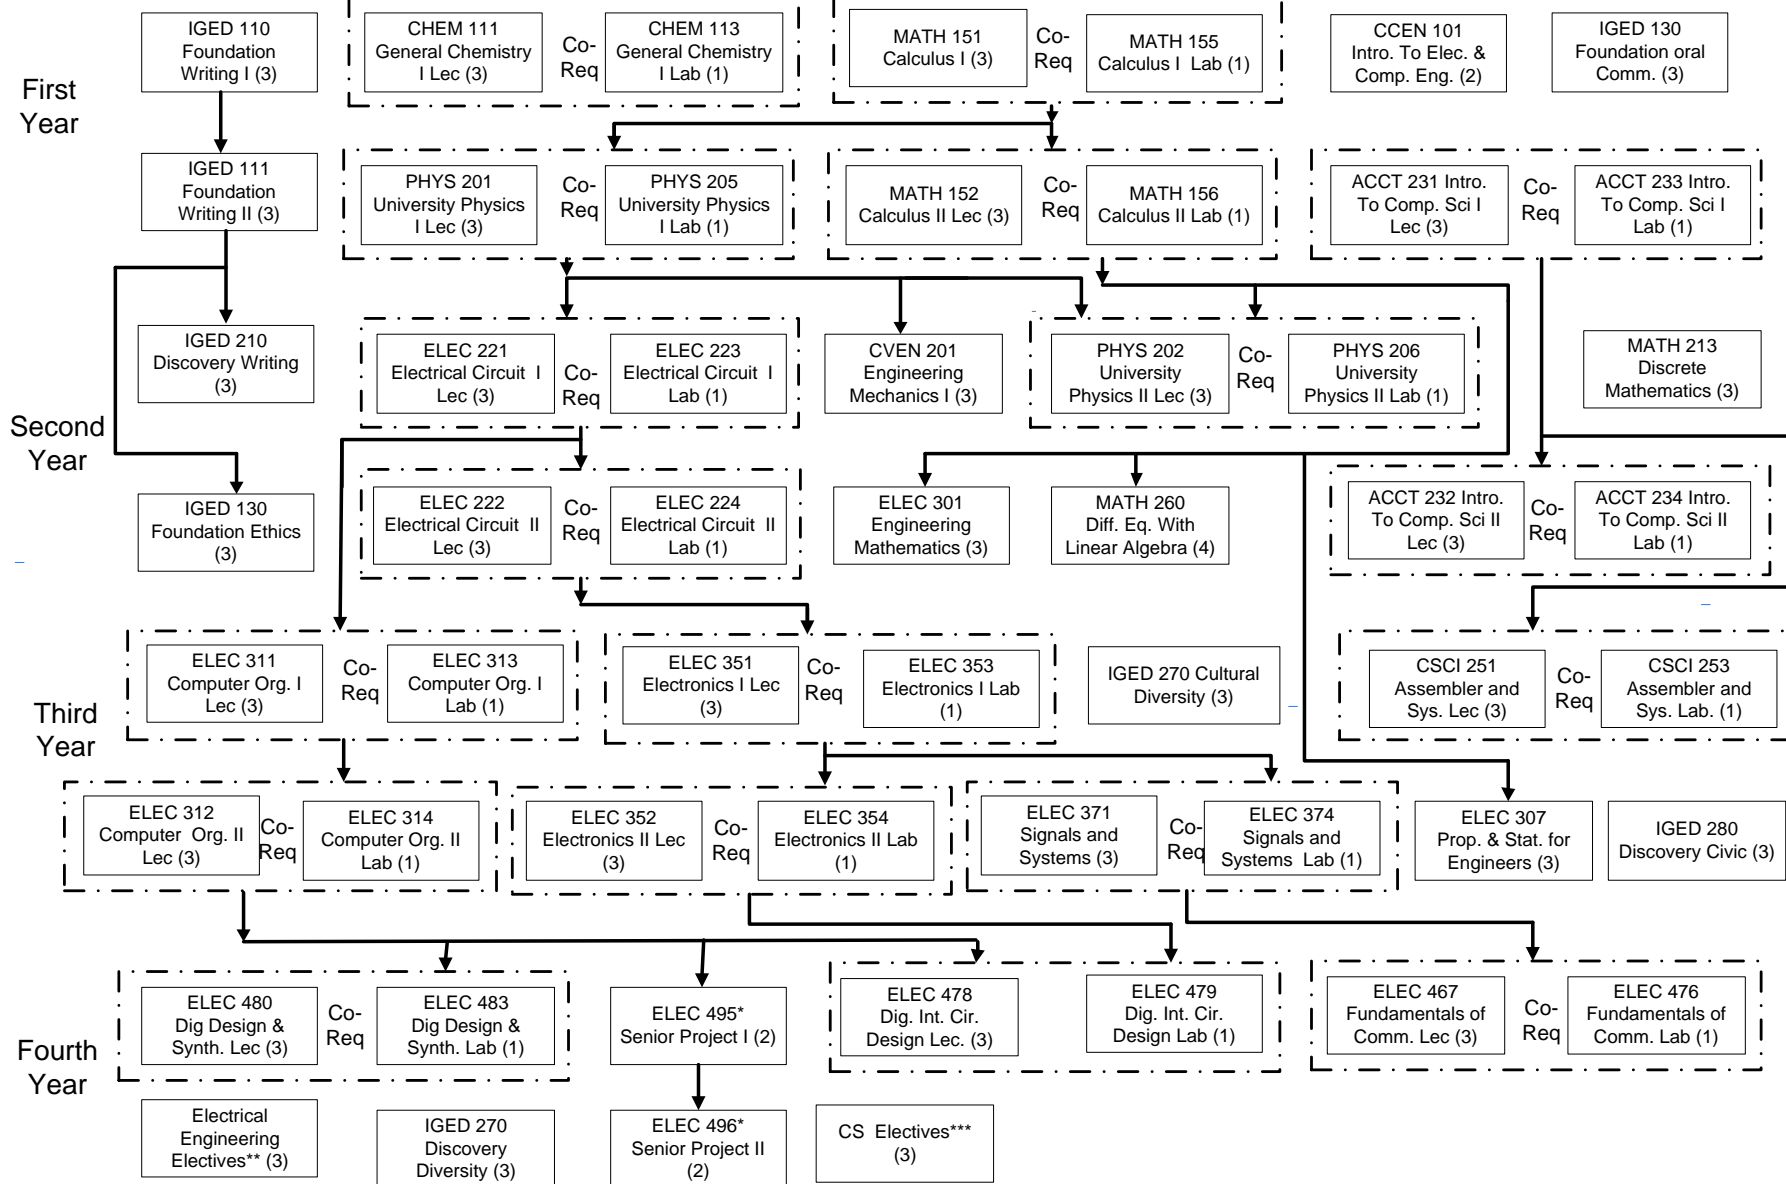 First
Year
IGED 110
Foundation
Writing I (3)
CHEM 111
General Chemistry
I Lec (3)
Co-
Req
CHEM 113
General Chemistry
I Lab (1)
MATH 151
Calculus I (3)
Co-
Req
MATH 155
Calculus I Lab (1)
CCEN 101
Intro. To Elec. &
Comp. Eng. (2)
IGED 130
Foundation oral
Comm. (3)
IGED 111
Foundation
Writing II (3)
PHYS 201
University Physics
I Lec (3)
Co-
Req
PHYS 205
University Physics
I Lab (1)
MATH 152
Calculus II Lec (3)
Co-
Req
MATH 156
Calculus II Lab (1)
ACCT 231 Intro.
To Comp. Sci I
Lec (3)
Co-
Req
ACCT 233 Intro.
To Comp. Sci I
Lab (1)
Second
Year
IGED 210
Discovery Writing
(3)
ELEC 221
Electrical Circuit I
Lec (3)
Co-
Req
ELEC 223
Electrical Circuit I
Lab (1)
CVEN 201
Engineering
Mechanics I (3)
PHYS 202
University
Physics II Lec (3)
Co-
Req
PHYS 206
University
Physics II Lab (1)
MATH 213
Discrete
Mathematics (3)
IGED 130
Foundation Ethics
(3)
ELEC 222
Electrical Circuit II
Lec (3)
Co-
Req
ELEC 224
Electrical Circuit II
Lab (1)
ELEC 301
Engineering
Mathematics (3)
MATH 260
Diff. Eq. With
Linear Algebra (4)
ACCT 232 Intro.
To Comp. Sci II
Lec (3)
Co-
Req
ACCT 234 Intro.
To Comp. Sci II
Lab (1)
Third
Year
ELEC 311
Computer Org. I
Lec (3)
Co-
Req
ELEC 313
Computer Org. I
Lab (1)
ELEC 351
Electronics I Lec
(3)
Co-
Req
ELEC 353
Electronics I Lab
(1)
IGED 270 Cultural
Diversity (3)
CSCI 251
Assembler and
Sys. Lec (3)
Co-
Req
CSCI 253
Assembler and
Sys. Lab. (1)
ELEC 312
Computer Org. II
Lec (3)
Co-
Req
ELEC 314
Computer Org. II
Lab (1)
ELEC 352
Electronics II Lec
(3)
Co-
Req
ELEC 354
Electronics II Lab
(1)
ELEC 371
Signals and
Systems (3)
Co-
Req
ELEC 374
Signals and
Systems Lab (1)
ELEC 307
Prop. & Stat. for
Engineers (3)
IGED 280
Discovery Civic (3)
Fourth
Year
ELEC 480
Dig Design &
Synth. Lec (3)
Co-
Req
ELEC 483
Dig Design &
Synth. Lab (1)
ELEC 495*
Senior Project I (2)
ELEC 478
Dig. Int. Cir.
Design Lec. (3)
ELEC 479
Dig. Int. Cir.
Design Lab (1)
ELEC 467
Fundamentals of
Comm. Lec (3)
Co-
Req
ELEC 476
Fundamentals of
Comm. Lab (1)
Electrical
Engineering
Electives** (3)
IGED 270
Discovery
Diversity (3)
ELEC 496*
Senior Project II
(2)
CS Electives***
(3)